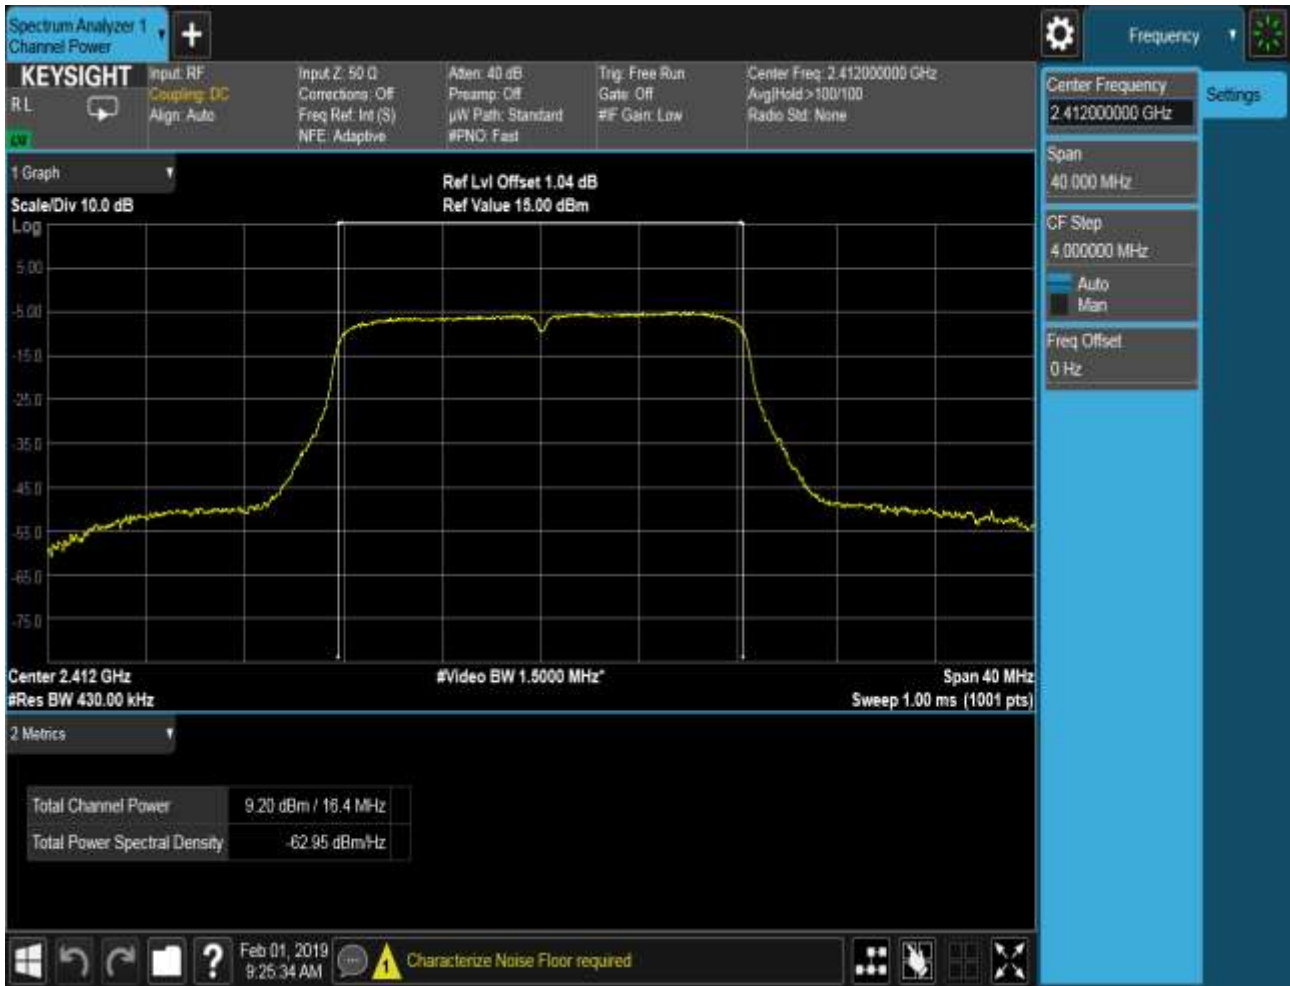 Spectrum Analyzer 1
Channel Power
Frequency
KEYSIGHT
R L
Input: RF
Coupling: DC
Align: Auto
Input Z: 50 Ω
Corrections: Off
Freq Ref: Int (S)
NFE: Adaptive
Atten: 40 dB
Preamp: Off
µW Path: Standard
#PNO: Fast
Trig: Free Run
Gate: Off
#IF Gain: Low
Center Freq: 2.412000000 GHz
Avg|Hold:>100/100
Radio Std: None
Center Frequency
2.412000000 GHz
Settings
Span
40.000 MHz
CF Step
4.000000 MHz
Auto
Man
Freq Offset
0 Hz
1 Graph
Scale/Div 10.0 dB
Ref Lvl Offset 1.04 dB
Ref Value 15.00 dBm
Log
5.00
-5.00
-15.0
-25.0
-35.0
-45.0
-55.0
-65.0
-75.0
Center 2.412 GHz
#Res BW 430.00 kHz
#Video BW 1.5000 MHz*
Span 40 MHz
Sweep 1.00 ms (1001 pts)
2 Metrics
Total Channel Power 9.20 dBm / 16.4 MHz
Total Power Spectral Density -62.95 dBm/Hz
?
Feb 01, 2019
9:25:34 AM
1
Characterize Noise Floor required